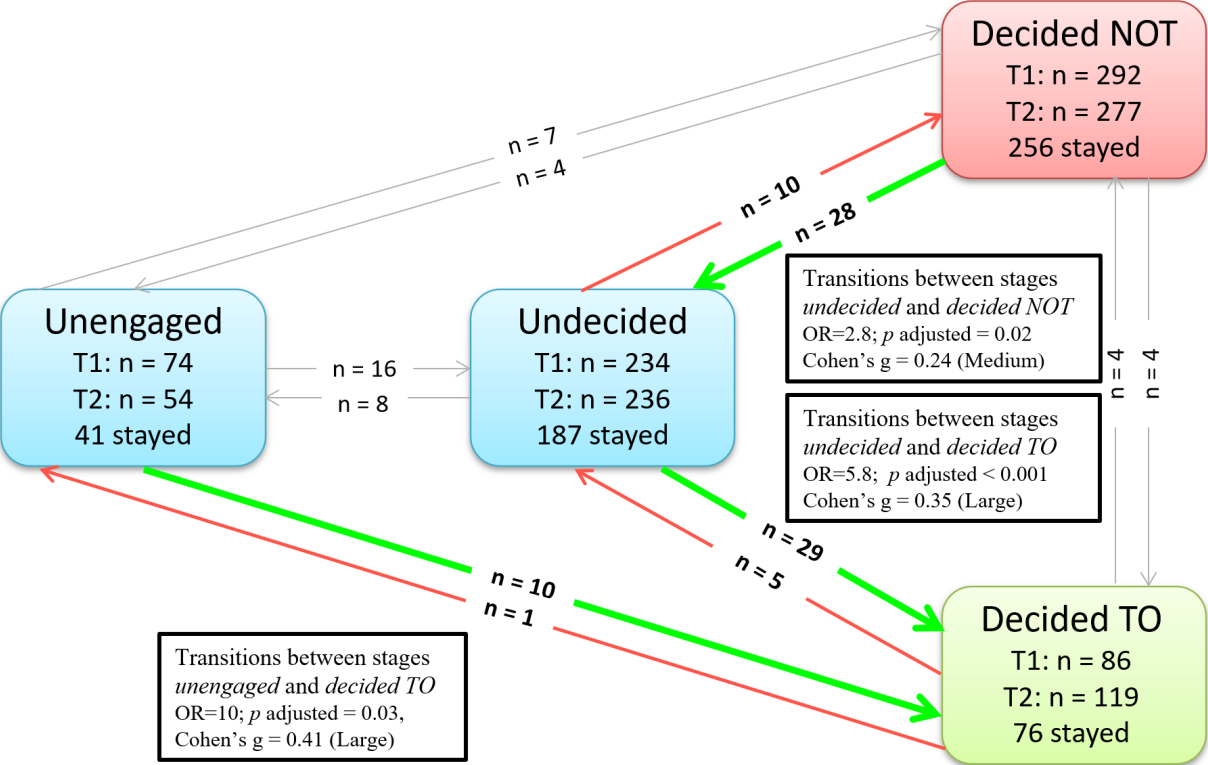 Decided NOT
T1: n = 292
T2: n = 277
256 stayed
n = 7
n = 4
n = 10
n = 28
Unengaged
T1: n = 74
T2: n = 54
41 stayed
n = 16
n = 8
Undecided
T1: n = 234
T2: n = 236
187 stayed
Transitions between stages
undecided and decided NOT
OR=2.8; p adjusted = 0.02
Cohen's g = 0.24 (Medium)
Transitions between stages
undecided and decided TO
OR=5.8; p adjusted < 0.001
Cohen's g = 0.35 (Large)
n = 4
n = 4
n = 29
n = 5
n = 10
n = 1
Decided TO
T1: n = 86
T2: n = 119
76 stayed
Transitions between stages
unengaged and decided TO
OR=10; p adjusted = 0.03,
Cohen's g = 0.41 (Large)